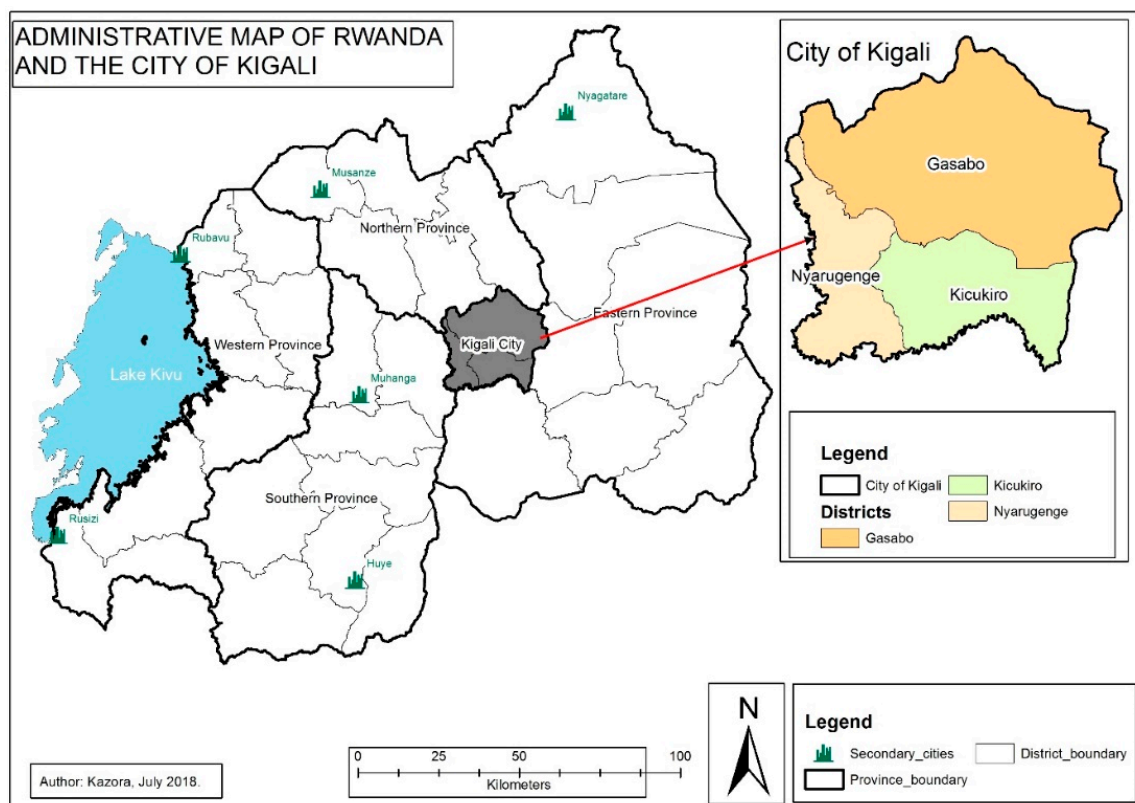 ADMINISTRATIVE MAP OF RWANDA
AND THE CITY OF KIGALI
Nyagatare
Musanze
Northern Province
Rubavu
Eastern Province
Kigali City
Western Province
Lake Kivu
Muhanga
Southern Province
Rusizi
Huye
City of Kigali
Gasabo
Nyarugenge
Kicukiro
Legend
City of Kigali
Kicukiro
Districts
Nyarugenge
Gasabo
N
Legend
Secondary_cities
District_boundary
Province_boundary
0 25 50 100
Kilometers
Author: Kazora, July 2018.